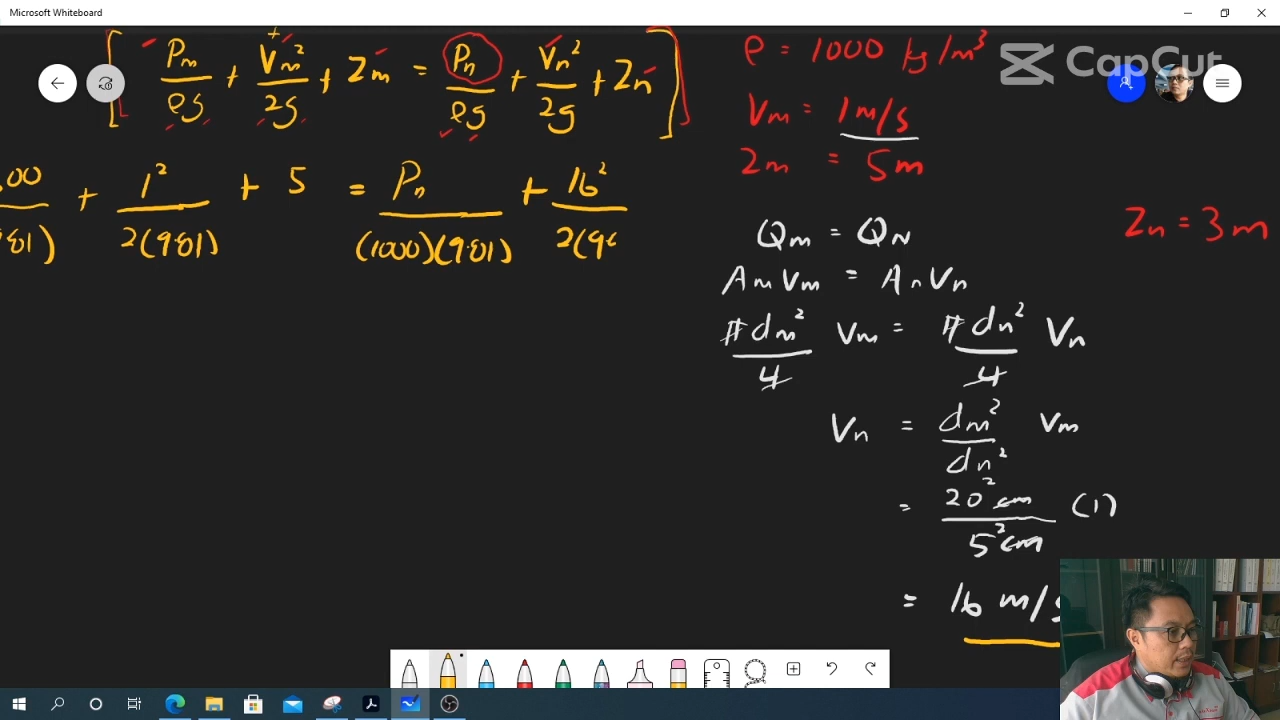 Microsoft Whiteboard
[ Pm/ρg + Vm²/2g + Zm = Pn/ρg + Vn²/2g + Zn ]
00/81) + 1²/2(9.81) + 5 = Pn/(1000)(9.81) + 16²/2(9
ρ = 1000 kg/m³
CapCut
Vm = 1m/s
Zm = 5m
Zn = 3m
Qm = QN
AmVm = AnVn
πdm²/4 Vm = πdn²/4 Vn
Vn = dm²/dn² Vm
= 20²cm/5²cm (1)
= 16 m/s